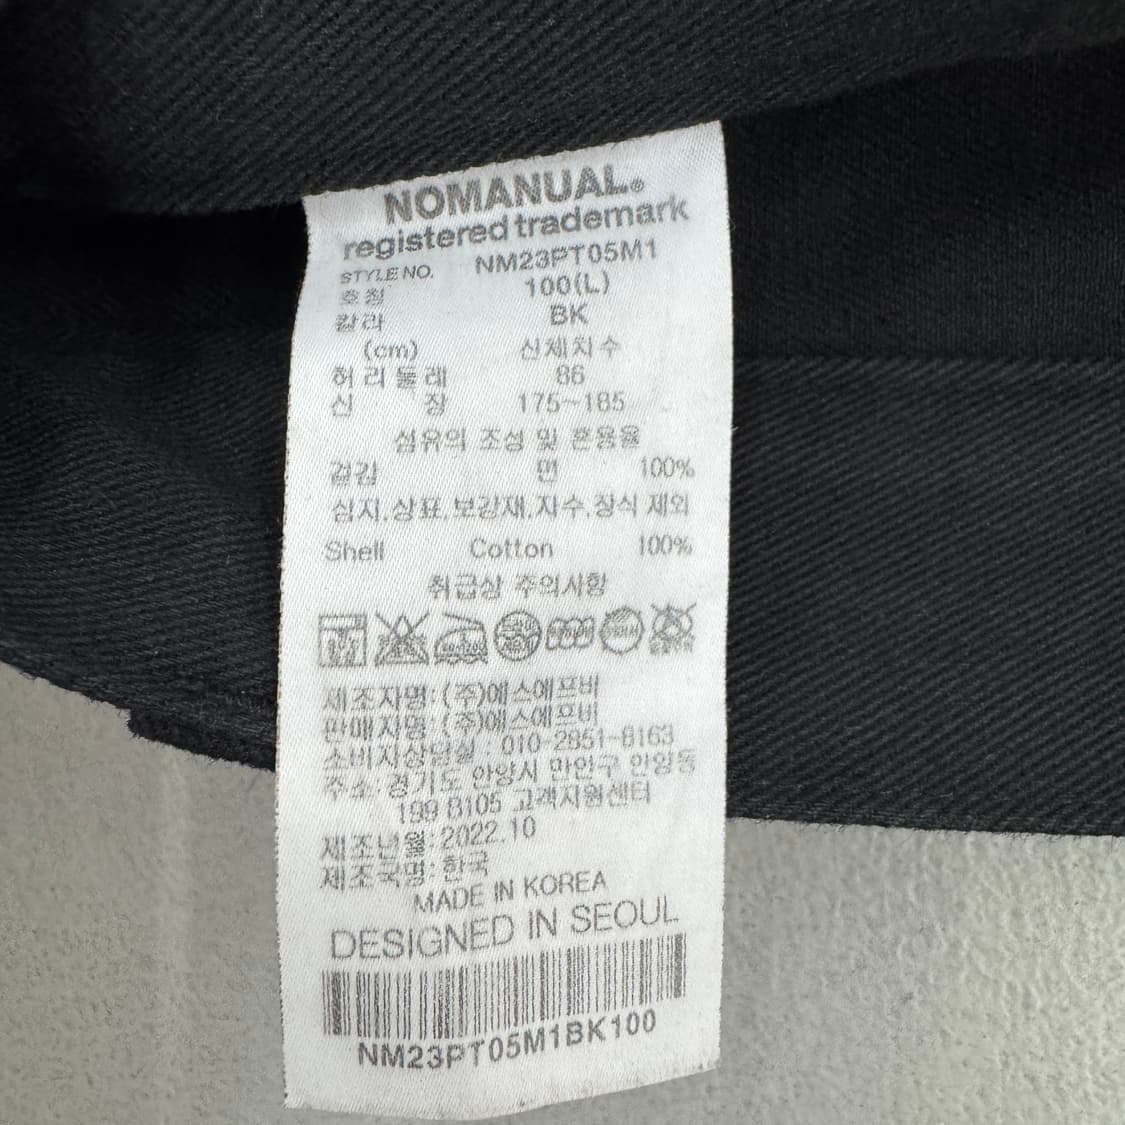 NOMANUAL®
registered trademark
STYLE NO. NM23PT05M1
호칭 100(L)
칼라 BK
(cm) 신체치수
허리둘레 86
신 장 175~185
섬유의 조성 및 혼용율
겉감 면 100%
심지.상표.보강재.자수.장식 제외
Shell Cotton 100%
취급상 주의사항
제조자명:(주)에스에프버
판매자명:(주)에스에프버
소비자상담실 : 010-2851-8163
주소:경기도 안양시 만안구 안양동
199 B105 고객지원센터
제조년월:2022.10
제조국명:한국
MADE IN KOREA
DESIGNED IN SEOUL
NM23PT05M1BK100